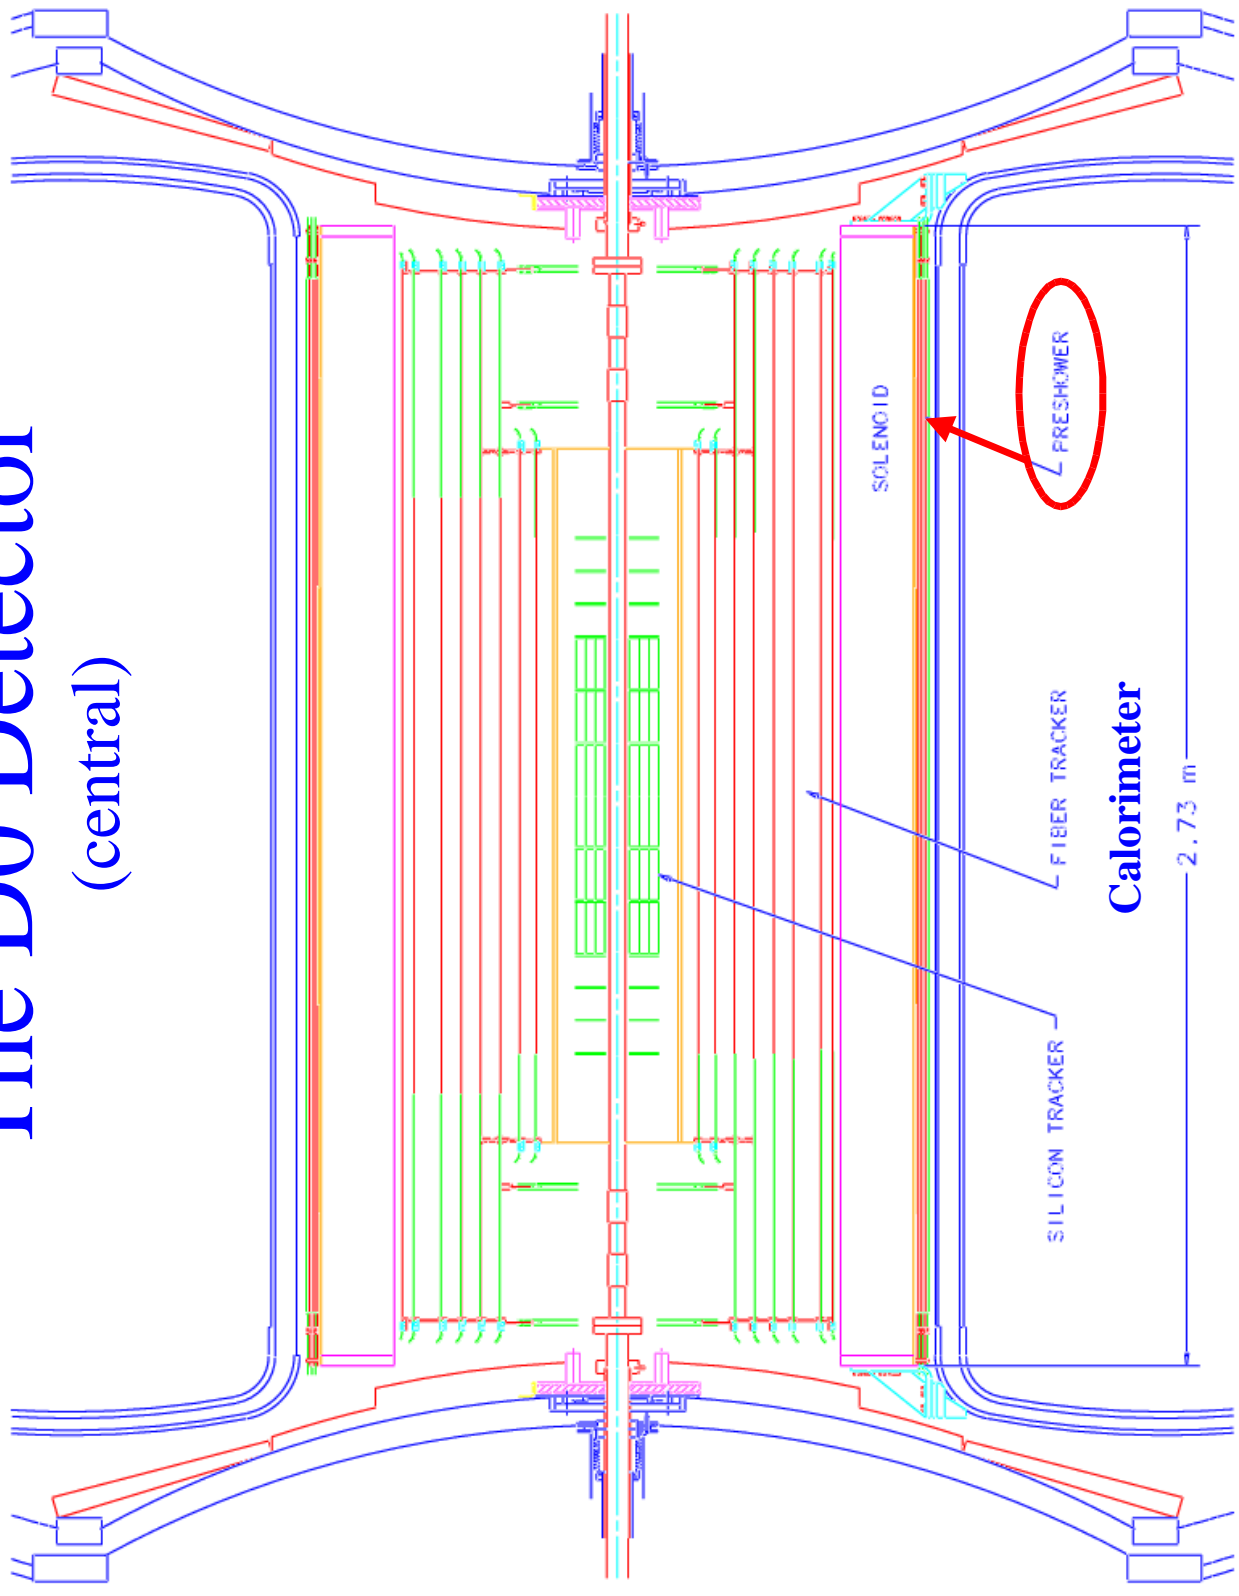 The D0 Detector
(central)
SOLENOID
PRESHOWER
FIBER TRACKER
SILICON TRACKER
Calorimeter
2.73 m